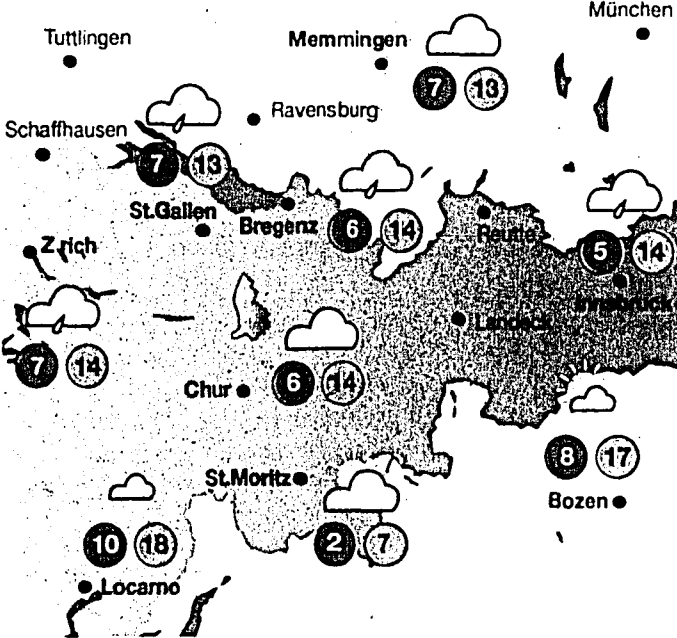 München
Tuttlingen
Memmingen
7 13
Ravensburg
Schaffhausen
7 13
St.Gallen
Bregenz
6 14
Reutte
Z rich
5 14
Innsbruck
Landeck
7 14
Chur
6 14
8 17
St.Moritz
Bozen
10 18
2 7
Locarno